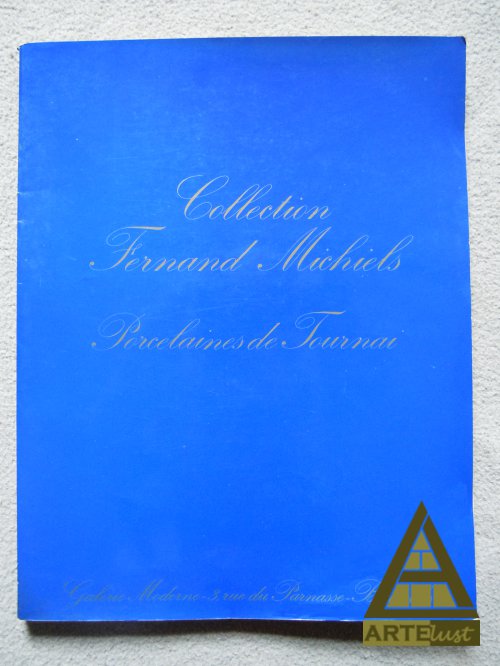 Collection
Fernand Michiels
Porcelaines de Tournai
Galerie Moderne - 3, rue du Parnasse -
ARTElust